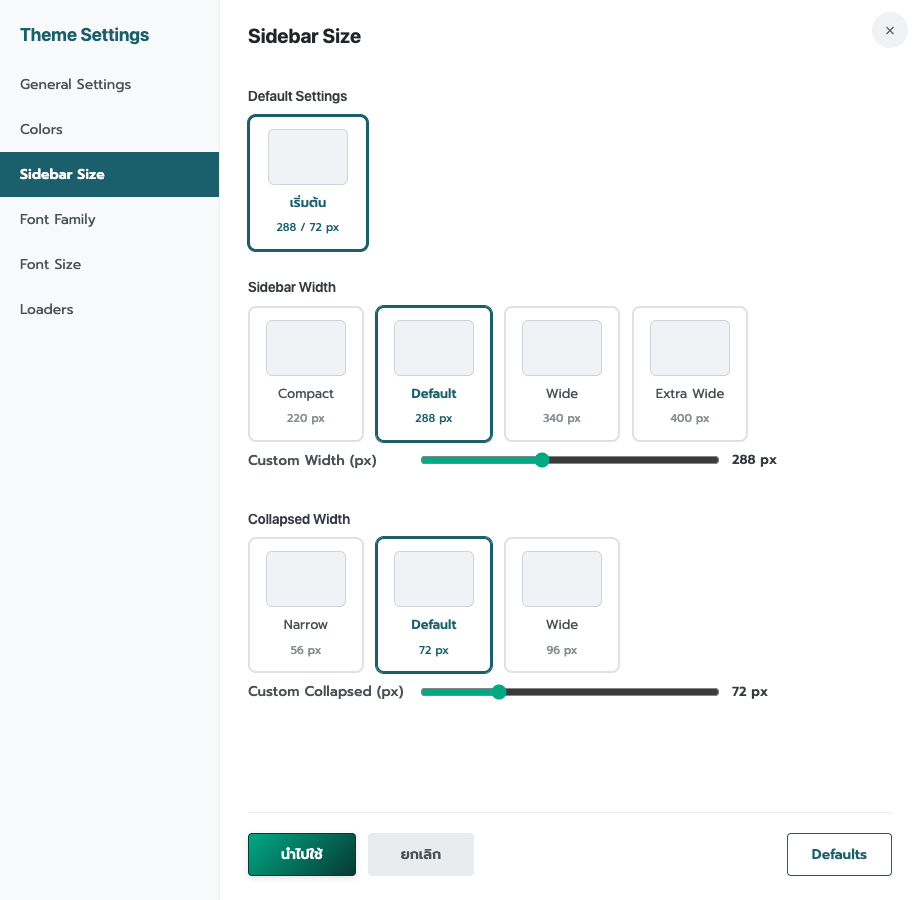 Theme Settings
General Settings
Colors
Sidebar Size
Font Family
Font Size
Loaders
Sidebar Size
×
Default Settings
เริ่มต้น
288 / 72 px
Sidebar Width
Compact
220 px
Default
288 px
Wide
340 px
Extra Wide
400 px
Custom Width (px)
288 px
Collapsed Width
Narrow
56 px
Default
72 px
Wide
96 px
Custom Collapsed (px)
72 px
นำไปใช้
ยกเลิก
Defaults